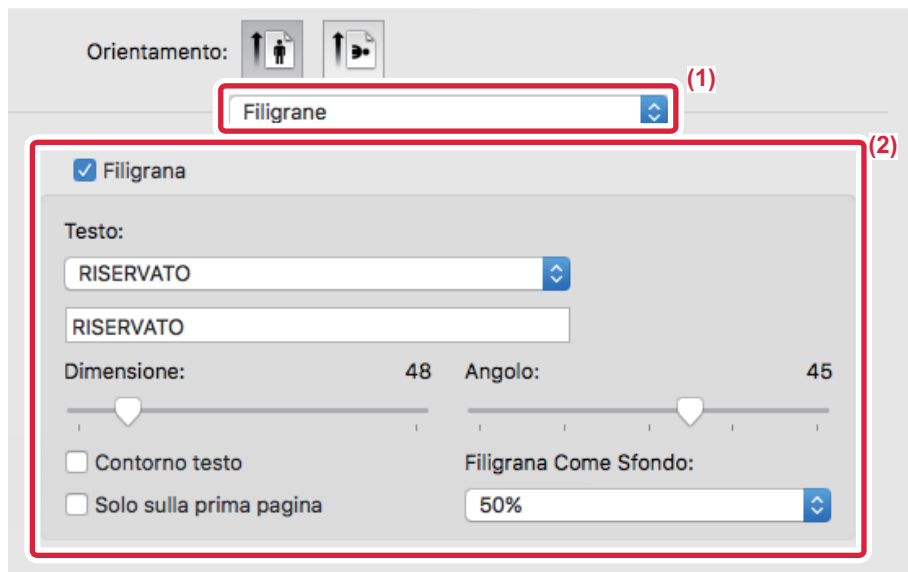 Orientamento:
(1)
Filigrane
(2)
Filigrana
Testo:
RISERVATO
RISERVATO
Dimensione: 48 Angolo: 45
Contorno testo Filigrana Come Sfondo:
Solo sulla prima pagina 50%